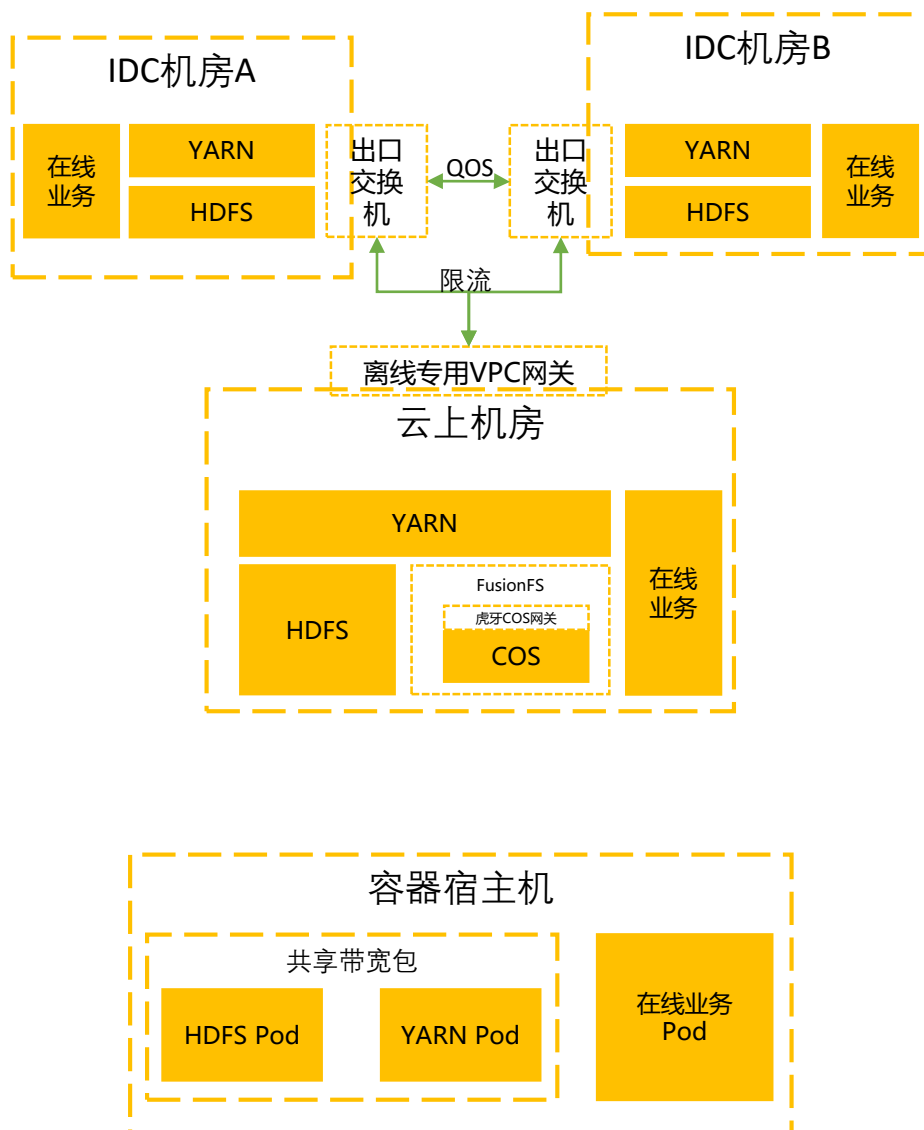 IDC机房A
IDC机房B
在线
业务
YARN
HDFS
出口
交换
机
QOS
出口
交换
机
YARN
HDFS
在线
业务
限流
离线专用VPC网关
云上机房
YARN
HDFS
FusionFS
虎牙COS网关
COS
在线
业务
容器宿主机
共享带宽包
HDFS Pod
YARN Pod
在线业务
Pod